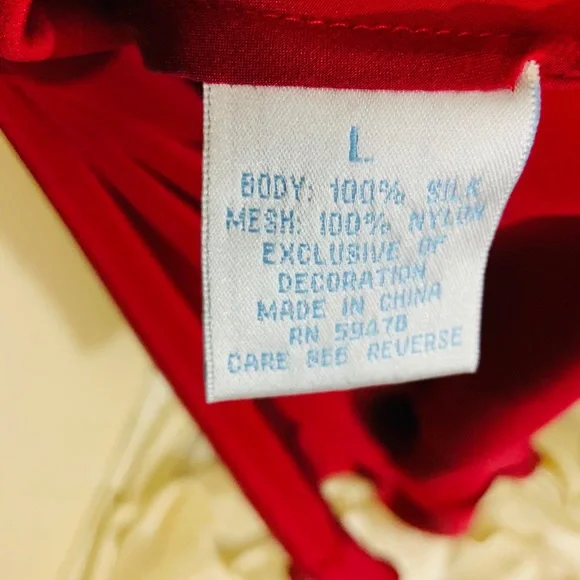 L
BODY: 100% SILK
MESH: 100% NYLON
EXCLUSIVE OF
DECORATION
MADE IN CHINA
RN 59478
CARE SEE REVERSE